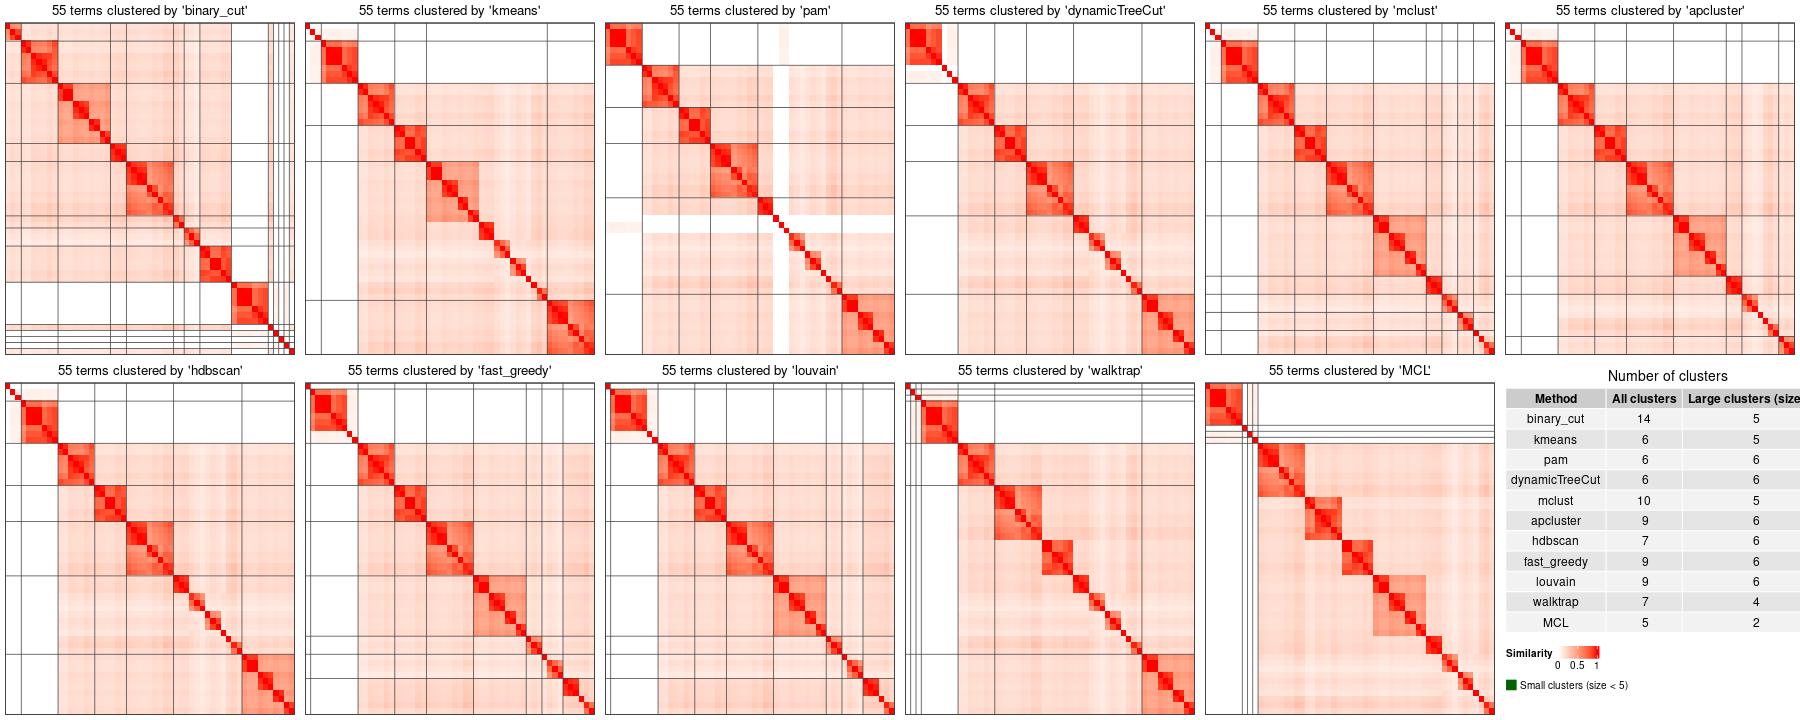 55 terms clustered by 'binary_cut'
55 terms clustered by 'kmeans'
55 terms clustered by 'pam'
55 terms clustered by 'dynamicTreeCut'
55 terms clustered by 'mclust'
55 terms clustered by 'apcluster'
55 terms clustered by 'hdbscan'
55 terms clustered by 'fast_greedy'
55 terms clustered by 'louvain'
55 terms clustered by 'walktrap'
55 terms clustered by 'MCL'
Number of clusters
Method All clusters Large clusters (size
binary_cut 14 5
kmeans 6 5
pam 6 6
dynamicTreeCut 6 6
mclust 10 5
apcluster 9 6
hdbscan 7 6
fast_greedy 9 6
louvain 9 6
walktrap 7 4
MCL 5 2
Similarity
0 0.5 1
Small clusters (size < 5)